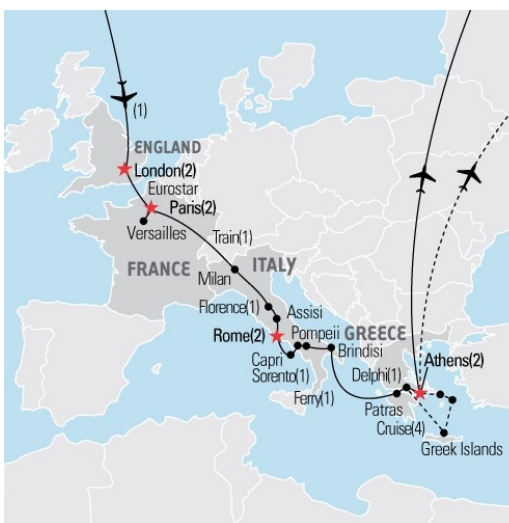 (1)
ENGLAND
London(2)
Eurostar
Paris(2)
Versailles
Train(1)
FRANCE
ITALY
Milan
Florence(1)
Assisi
Rome(2)
Pompeii
GREECE
Capri
Brindisi
Sorento(1)
Delphi(1)
Athens(2)
Ferry(1)
Patras
Cruise(4)
Greek Islands